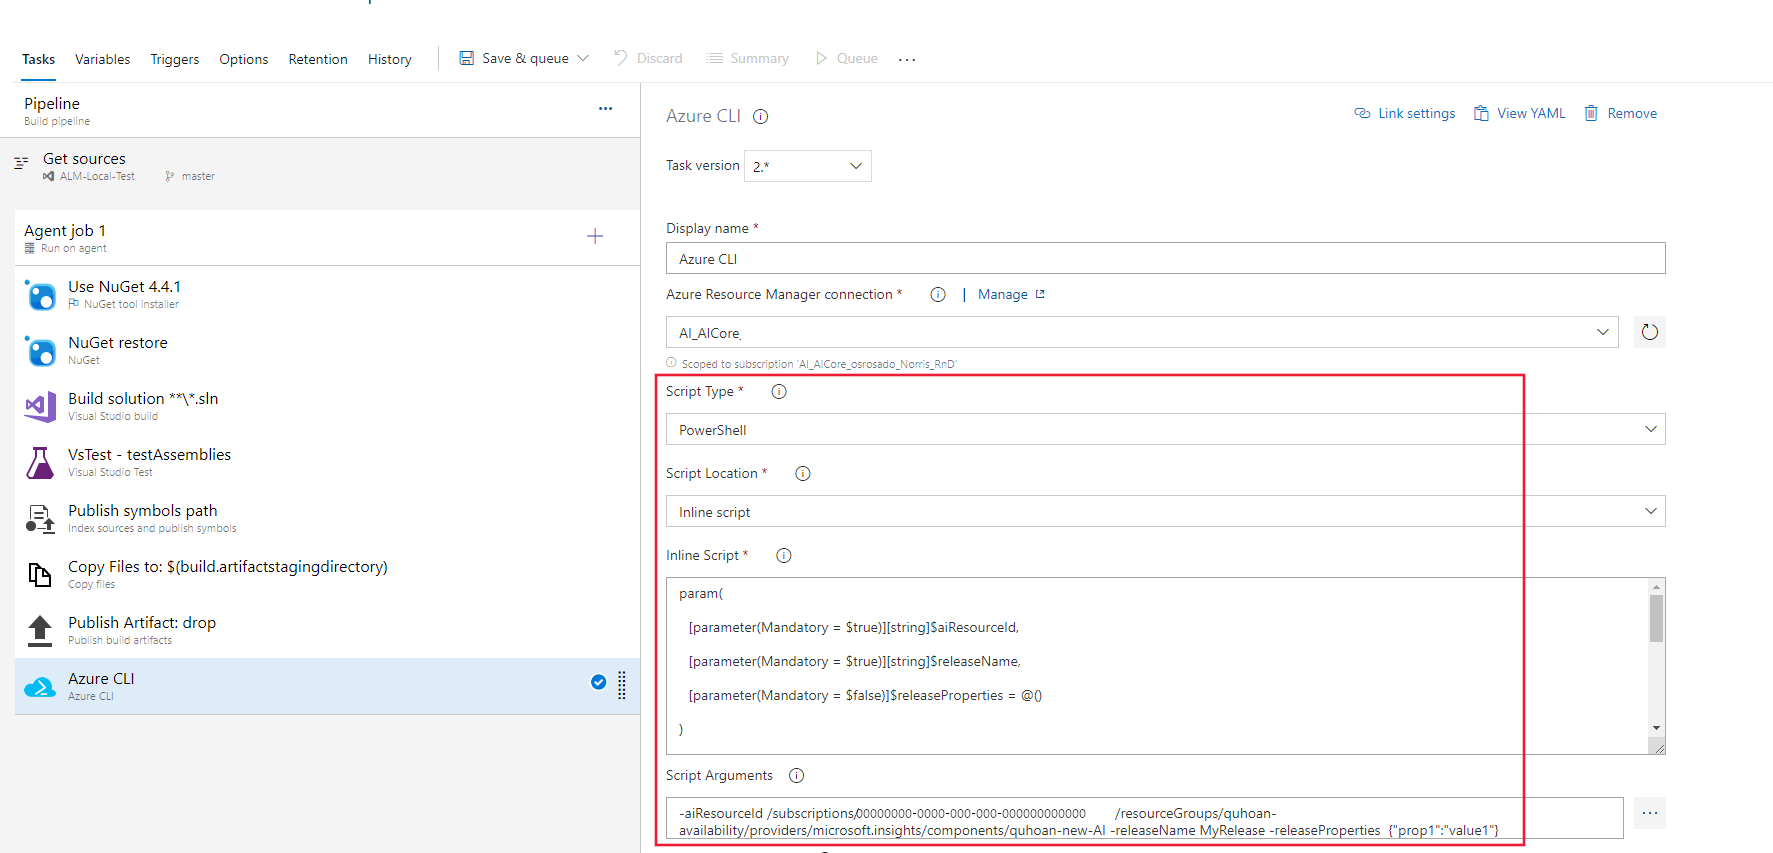 Tasks Variables Triggers Options Retention History Save & queue Discard Summary Queue ...
Pipeline
Build pipeline
Get sources
ALM-Local-Test master
Agent job 1
Run on agent
Use NuGet 4.4.1
NuGet tool installer
NuGet restore
NuGet
Build solution **\*.sln
Visual Studio build
VsTest - testAssemblies
Visual Studio Test
Publish symbols path
Index sources and publish symbols
Copy Files to: $(build.artifactstagingdirectory)
Copy files
Publish Artifact: drop
Publish build artifacts
Azure CLI
Azure CLI
Azure CLI
Link settings View YAML Remove
Task version 2.*
Display name *
Azure CLI
Azure Resource Manager connection * | Manage
AI_AICore_
Scoped to subscription 'AI_AICore_osrosado_Norris_RnD'
Script Type *
PowerShell
Script Location *
Inline script
Inline Script *
param(
[parameter(Mandatory = $true)][string]$aiResourceId,
[parameter(Mandatory = $true)][string]$releaseName,
[parameter(Mandatory = $false)]$releaseProperties = @()
)
Script Arguments
-aiResourceId /subscriptions/00000000-0000-000-000-000000000000 /resourceGroups/quhoan-
availability/providers/microsoft.insights/components/quhoan-new-AI -releaseName MyRelease -releaseProperties {"prop1":"value1"}